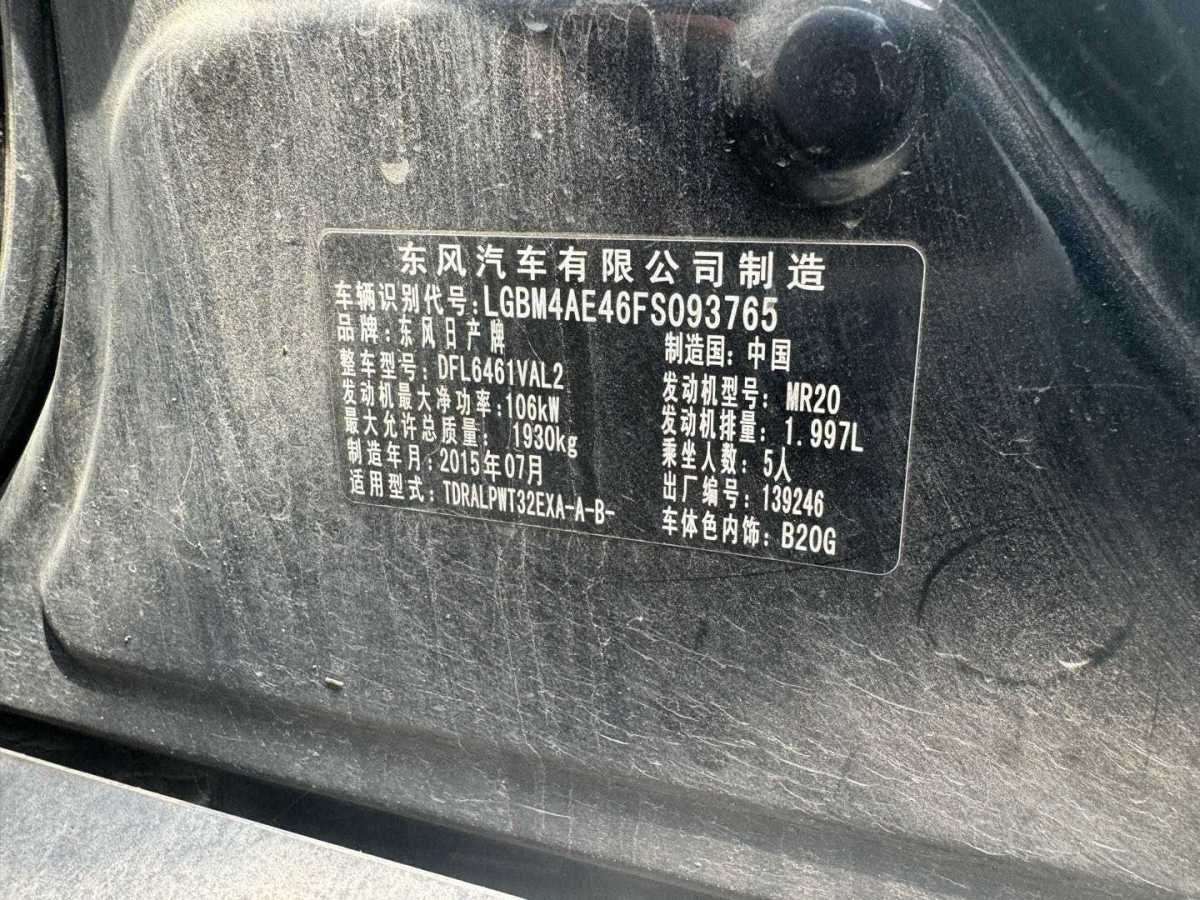 东风汽车有限公司制造
车辆识别代号:LGBM4AE46FS093765
品牌:东风日产牌 制造国:中国
整车型号:DFL6461VAL2 发动机型号:MR20
发动机最大净功率:106kW 发动机排量:1.997L
最大允许总质量:1930kg 乘坐人数:5人
制造年月:2015年07月 出厂编号:139246
适用型式:TDRALPWT32EXA-A-B- 车体色内饰:B20G